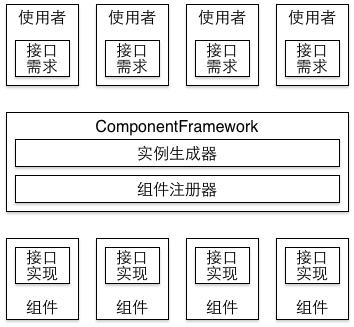 使用者 使用者 使用者 使用者
接口 接口 接口 接口
需求 需求 需求 需求
ComponentFramework
实例生成器
组件注册器
接口 接口 接口 接口
实现 实现 实现 实现
组件 组件 组件 组件